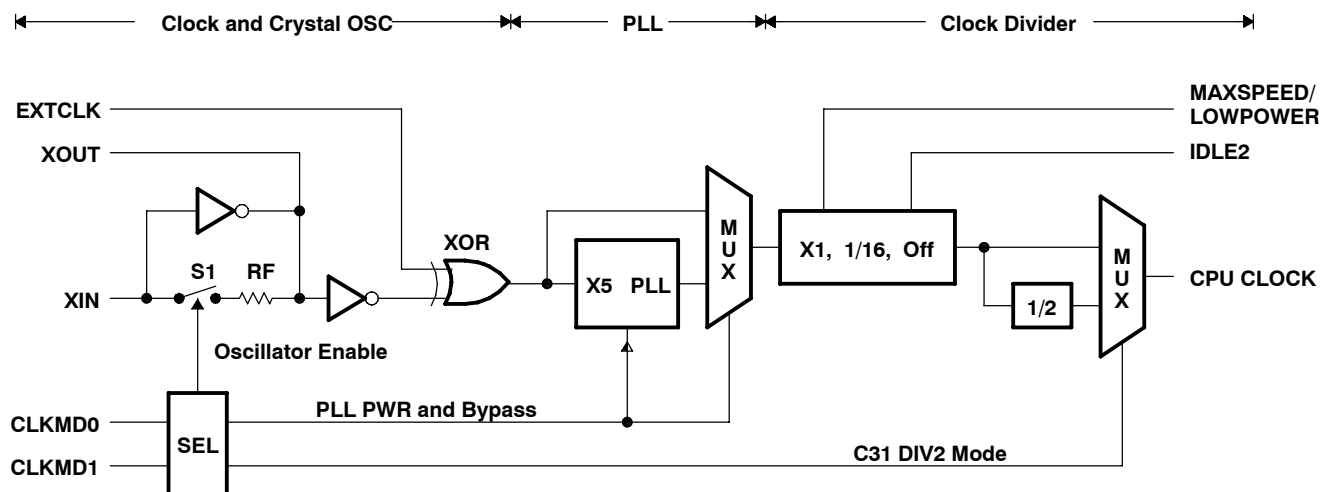 Clock and Crystal OSC
PLL
Clock Divider
EXTCLK
MAXSPEED/
LOWPOWER
XOUT
IDLE2
XOR
MUX
X1, 1/16, Off
MUX
S1
RF
X5 PLL
XIN
CPU CLOCK
1/2
Oscillator Enable
PLL PWR and Bypass
CLKMD0
SEL
C31 DIV2 Mode
CLKMD1